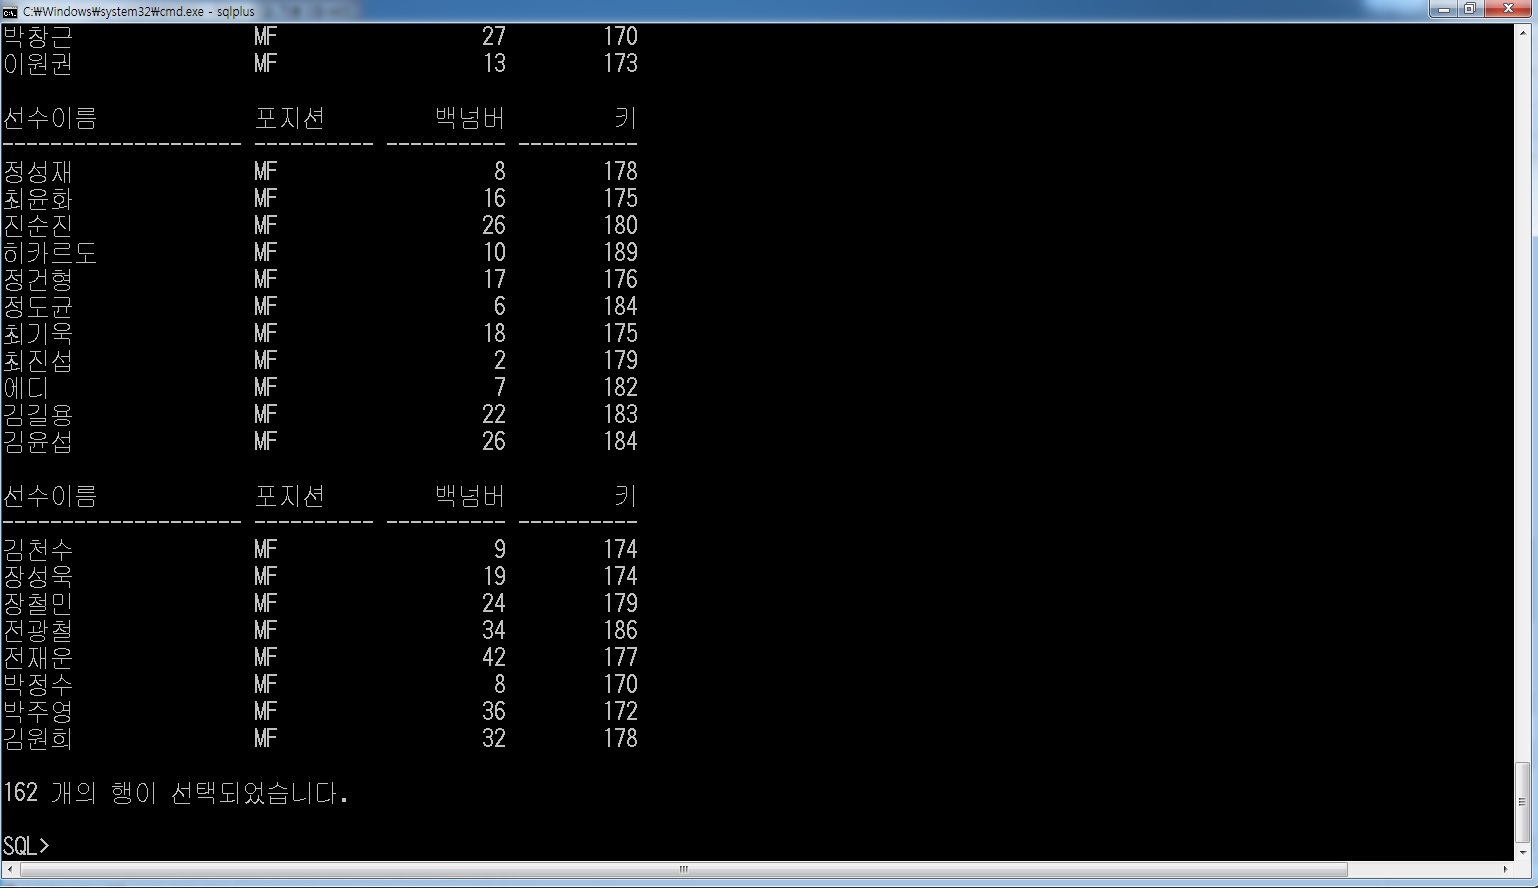 C:₩Windows₩system32₩cmd.exe - sqlplus
박창근 MF 27 170
이원권 MF 13 173
선수이름 포지션 백넘버 키
-------------------- ---------- ---------- ----------
정성재 MF 8 178
최윤화 MF 16 175
진순진 MF 26 180
히카르도 MF 10 189
정건형 MF 17 176
정도균 MF 6 184
최기욱 MF 18 175
최진섭 MF 2 179
에디 MF 7 182
김길용 MF 22 183
김윤섭 MF 26 184
선수이름 포지션 백넘버 키
-------------------- ---------- ---------- ----------
김천수 MF 9 174
장성욱 MF 19 174
장철민 MF 24 179
전광철 MF 34 186
전재운 MF 42 177
박정수 MF 8 170
박주영 MF 36 172
김원희 MF 32 178
162 개의 행이 선택되었습니다.
SQL>